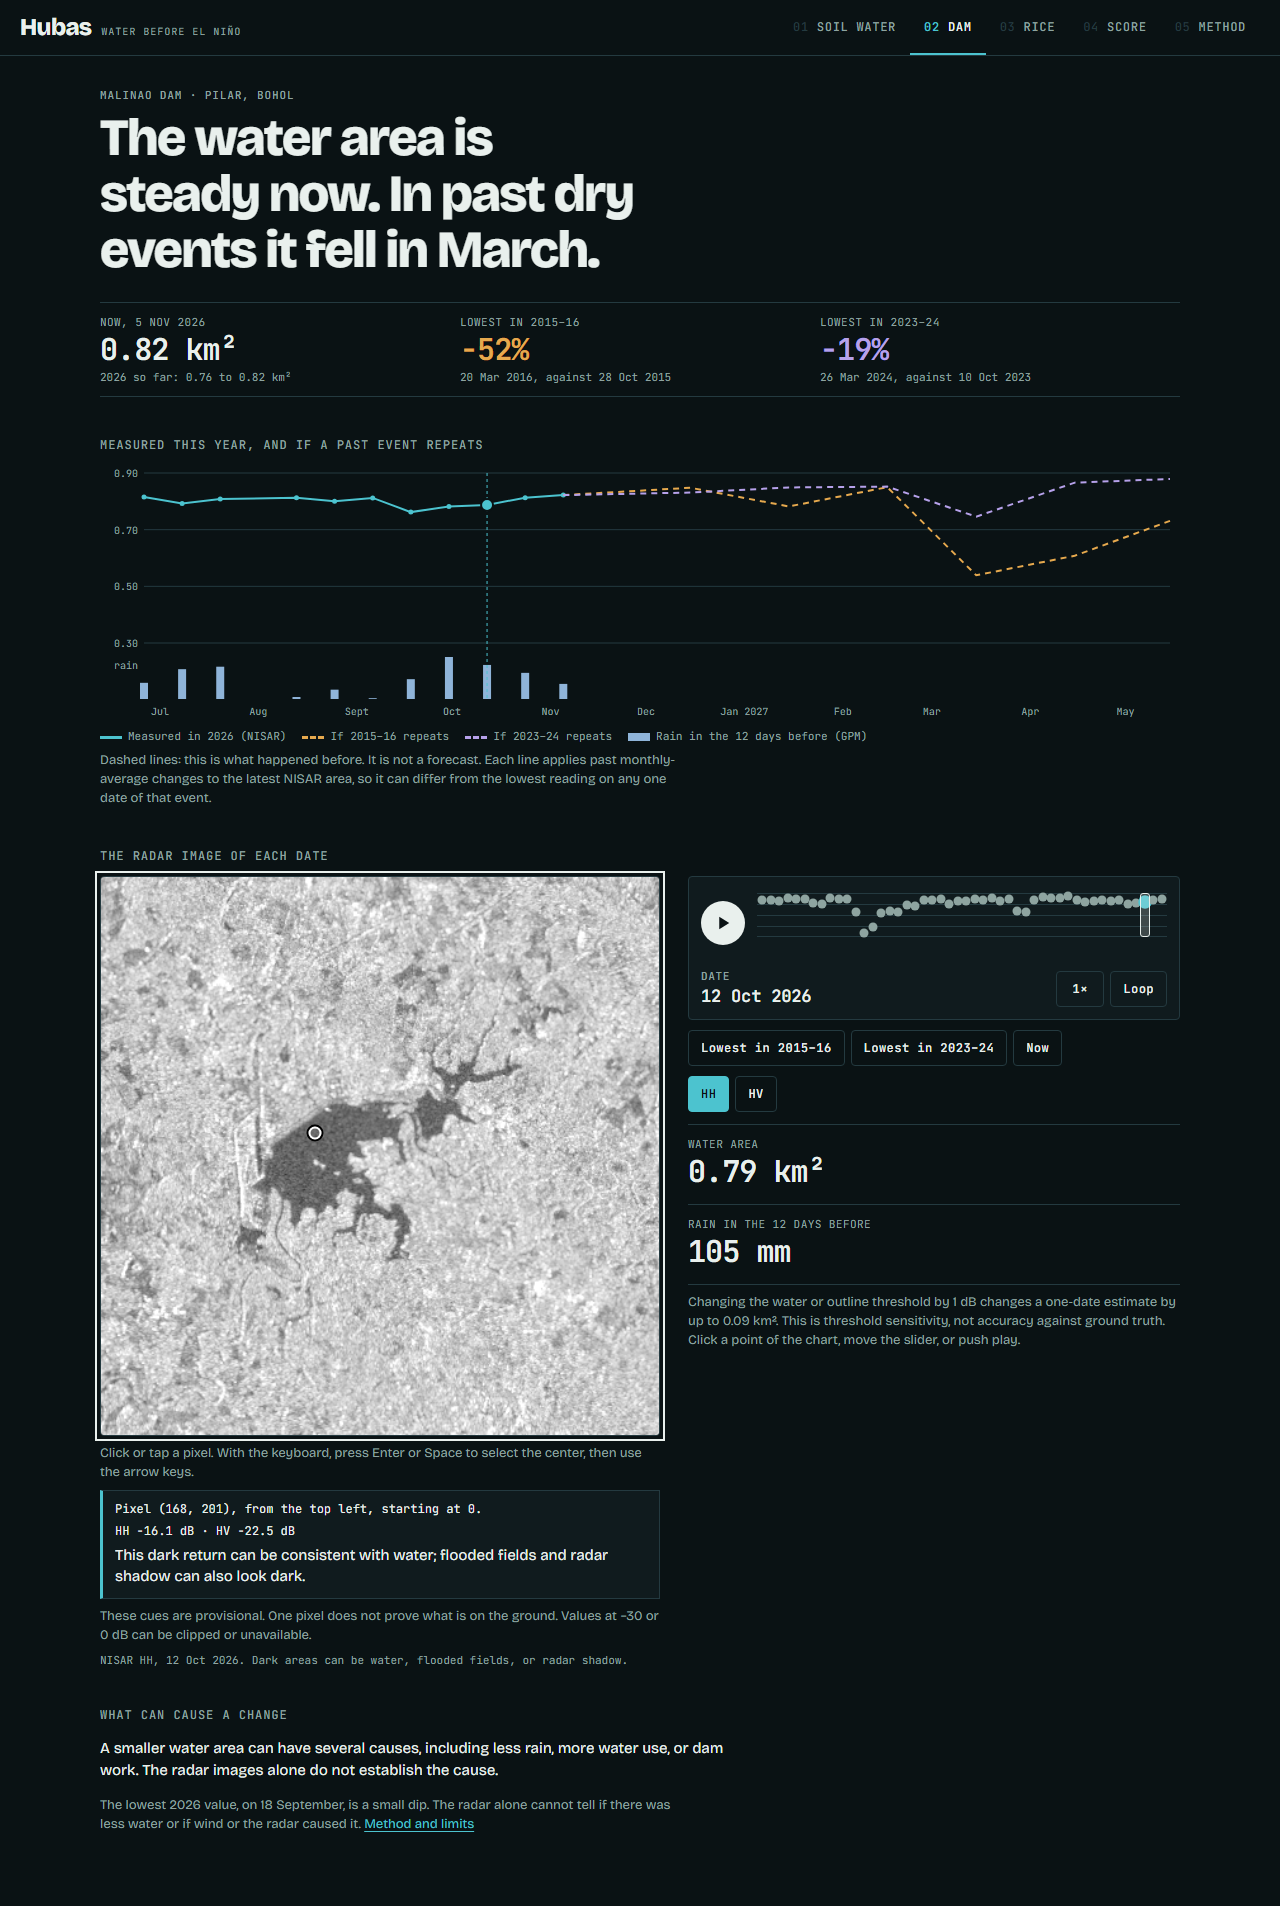 Hubas WATER BEFORE EL NIÑO
01 SOIL WATER 02 DAM 03 RICE 04 SCORE 05 METHOD
MALINAO DAM · PILAR, BOHOL
The water area is
steady now. In past dry
events it fell in March.
NOW, 5 NOV 2026
0.82 km²
2026 so far: 0.76 to 0.82 km²
LOWEST IN 2015–16
-52%
20 Mar 2016, against 28 Oct 2015
LOWEST IN 2023–24
-19%
26 Mar 2024, against 10 Oct 2023
MEASURED THIS YEAR, AND IF A PAST EVENT REPEATS
0.90
0.70
0.50
0.30
rain
Jul Aug Sept Oct Nov Dec Jan 2027 Feb Mar Apr May
Measured in 2026 (NISAR) If 2015–16 repeats If 2023–24 repeats Rain in the 12 days before (GPM)
Dashed lines: this is what happened before. It is not a forecast. Each line applies past monthly-
average changes to the latest NISAR area, so it can differ from the lowest reading on any one
date of that event.
THE RADAR IMAGE OF EACH DATE
DATE
12 Oct 2026
1× Loop
Lowest in 2015–16 Lowest in 2023–24 Now
HH HV
WATER AREA
0.79 km²
RAIN IN THE 12 DAYS BEFORE
105 mm
Changing the water or outline threshold by 1 dB changes a one-date estimate by
up to 0.09 km². This is threshold sensitivity, not accuracy against ground truth.
Click a point of the chart, move the slider, or push play.
Click or tap a pixel. With the keyboard, press Enter or Space to select the center, then use
the arrow keys.
Pixel (168, 201), from the top left, starting at 0.
HH -16.1 dB · HV -22.5 dB
This dark return can be consistent with water; flooded fields and radar
shadow can also look dark.
These cues are provisional. One pixel does not prove what is on the ground. Values at −30 or
0 dB can be clipped or unavailable.
NISAR HH, 12 Oct 2026. Dark areas can be water, flooded fields, or radar shadow.
WHAT CAN CAUSE A CHANGE
A smaller water area can have several causes, including less rain, more water use, or dam
work. The radar images alone do not establish the cause.
The lowest 2026 value, on 18 September, is a small dip. The radar alone cannot tell if there was
less water or if wind or the radar caused it. Method and limits